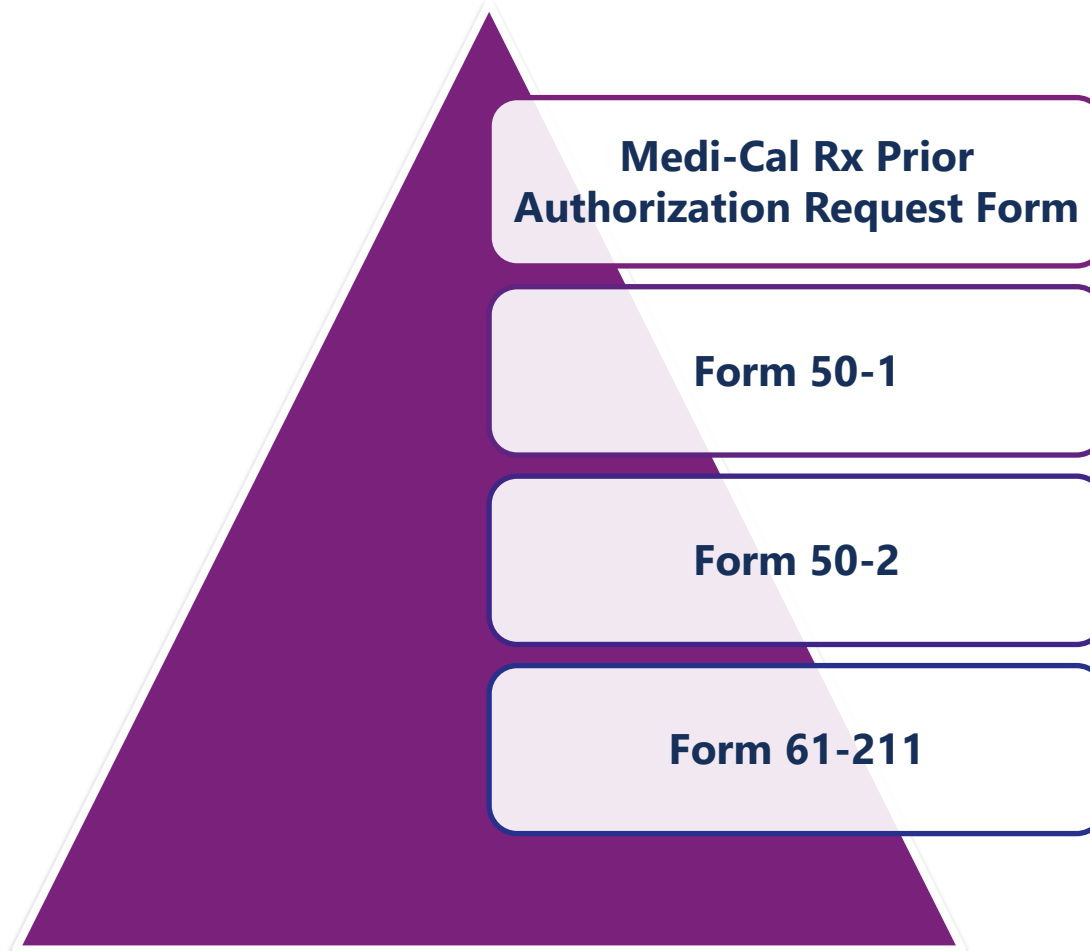 Medi-Cal Rx Prior
Authorization Request Form
Form 50-1
Form 50-2
Form 61-211